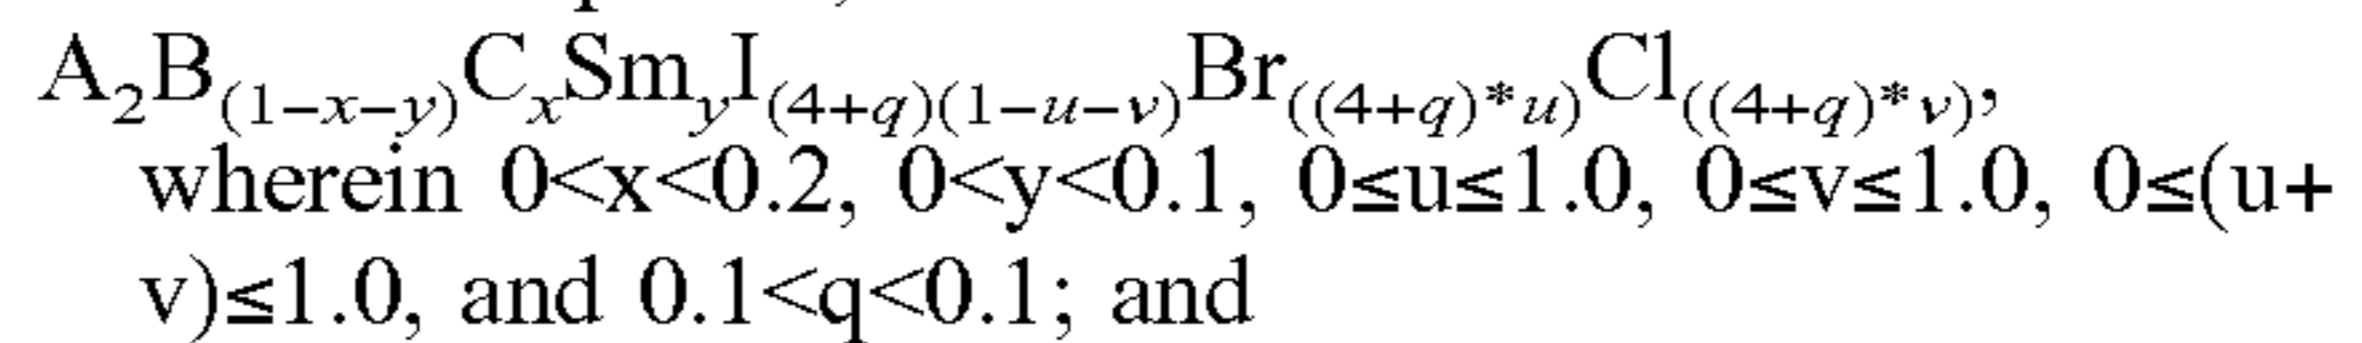 A₂B₍₁₋ₓ₋y₎CₓSmyI(4+q)(1−u−v)Br((4+q)*u)Cl((4+q)*v),
wherein 0<x<0.2, 0<y<0.1, 0≤u≤1.0, 0≤v≤1.0, 0≤(u+
v)≤1.0, and 0.1<q<0.1; and